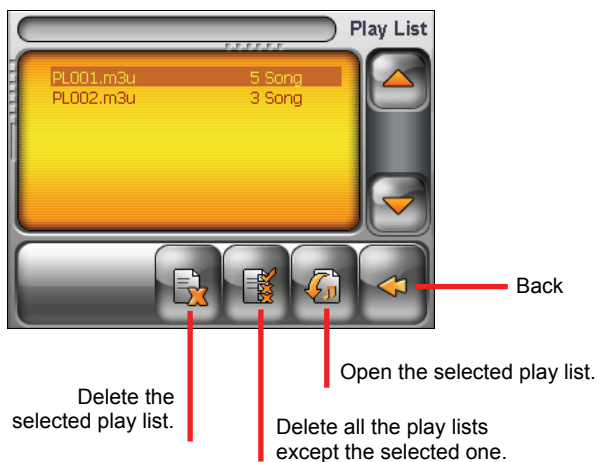 Play List
PL001.m3u 5 Song
PL002.m3u 3 Song
Back
Open the selected play list.
Delete the
selected play list.
Delete all the play lists
except the selected one.